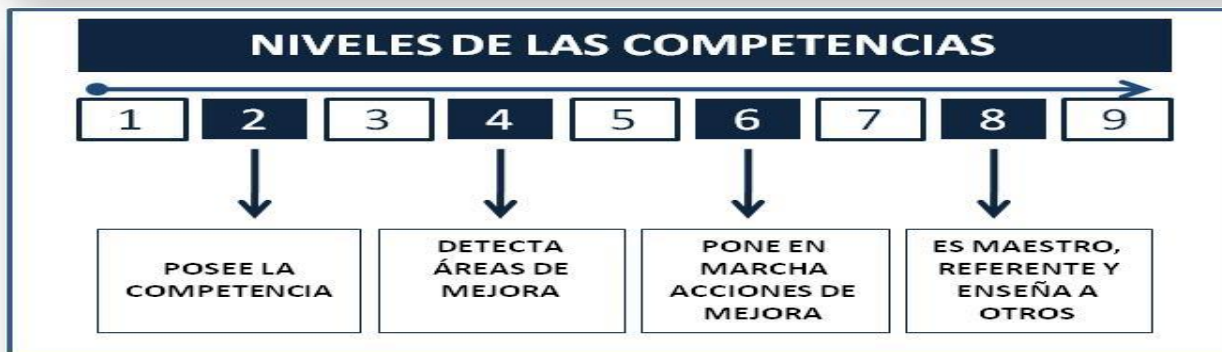 NIVELES DE LAS COMPETENCIAS
1 2 3 4 5 6 7 8 9
POSEE LA
COMPETENCIA
DETECTA
ÁREAS DE
MEJORA
PONE EN
MARCHA
ACCIONES DE
MEJORA
ES MAESTRO,
REFERENTE Y
ENSEÑA A
OTROS